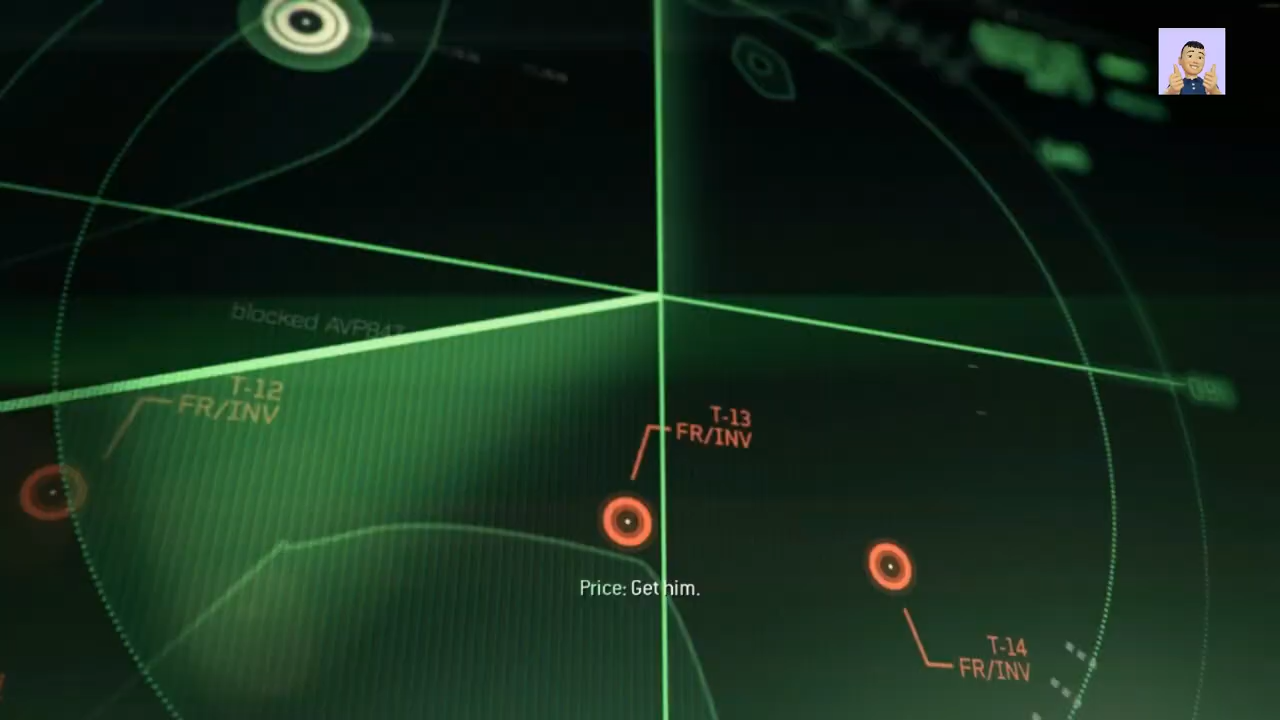 blocked AVP847
T-12
FR/INV
T-13
FR/INV
Price: Get him.
T-14
FR/INV